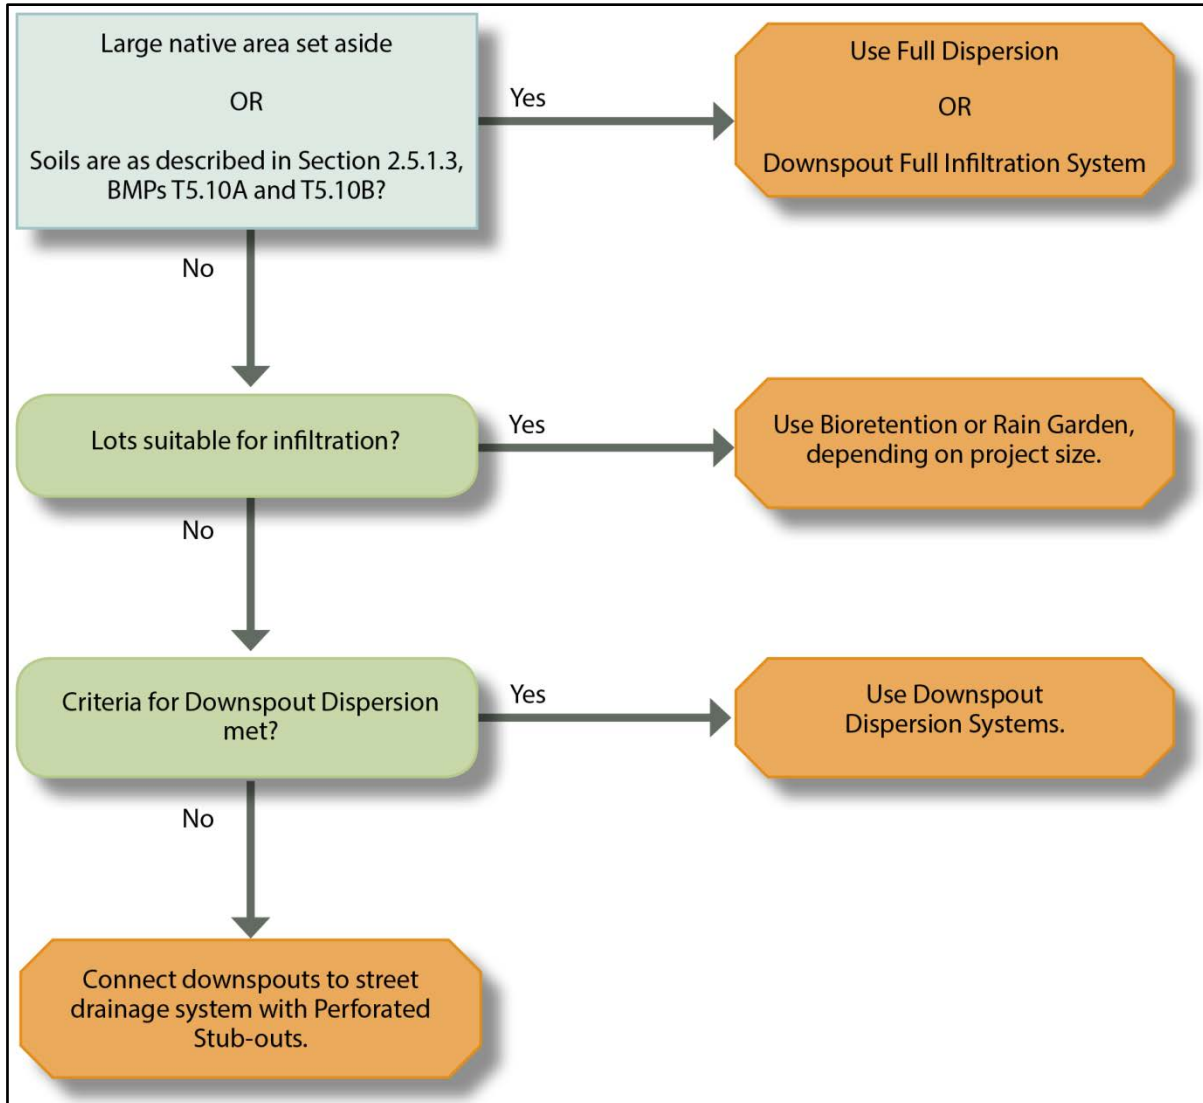 Large native area set aside
OR
Soils are as described in Section 2.5.1.3,
BMPs T5.10A and T5.10B?
Yes
Use Full Dispersion
OR
Downspout Full Infiltration System
No
Lots suitable for infiltration?
Yes
Use Bioretention or Rain Garden,
depending on project size.
No
Criteria for Downspout Dispersion
met?
Yes
Use Downspout
Dispersion Systems.
No
Connect downspouts to street
drainage system with Perforated
Stub-outs.